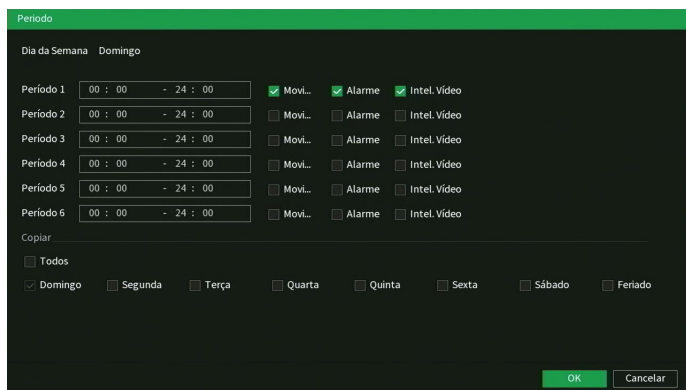 Periodo
Dia da Semana Domingo
Período 1 00 : 00 - 24 : 00 Movi... Alarme Intel. Vídeo
Período 2 00 : 00 - 24 : 00 Movi... Alarme Intel. Vídeo
Período 3 00 : 00 - 24 : 00 Movi... Alarme Intel. Vídeo
Período 4 00 : 00 - 24 : 00 Movi... Alarme Intel. Vídeo
Período 5 00 : 00 - 24 : 00 Movi... Alarme Intel. Vídeo
Período 6 00 : 00 - 24 : 00 Movi... Alarme Intel. Vídeo
Copiar
Todos
Domingo Segunda Terça Quarta Quinta Sexta Sábado Feriado
OK Cancelar